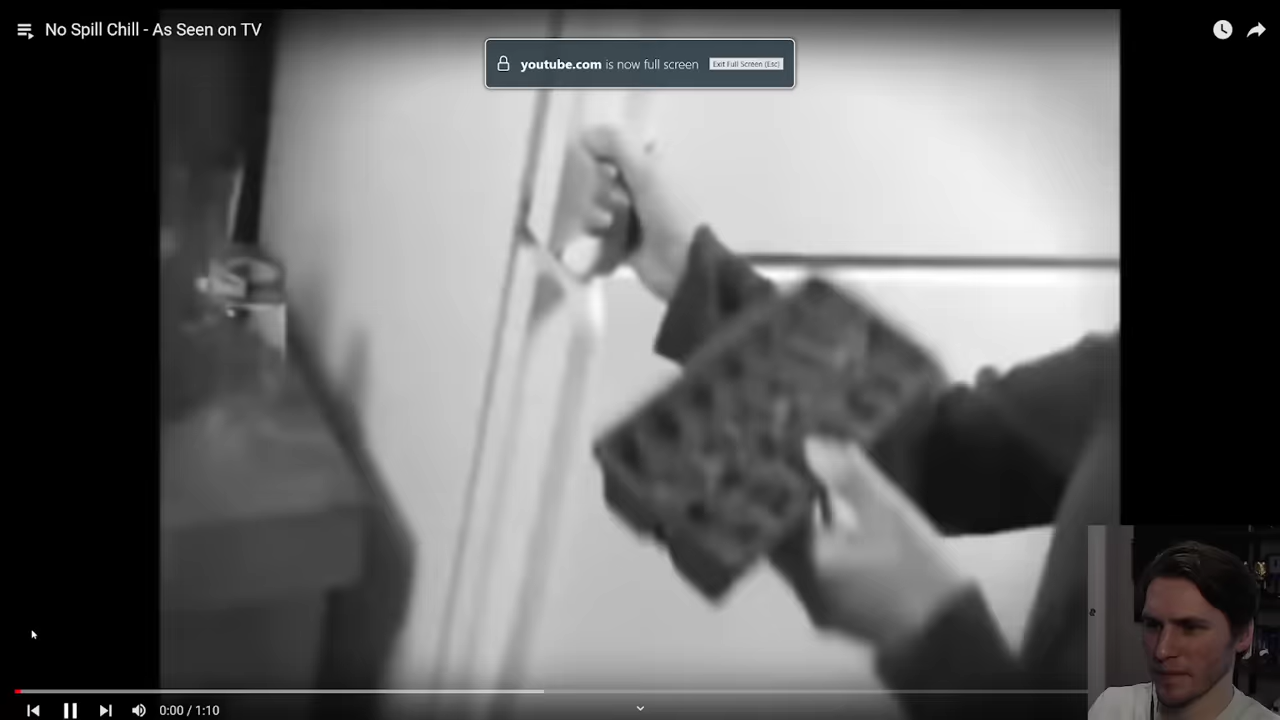 No Spill Chill - As Seen on TV
youtube.com is now full screen
Exit Full Screen (Esc)
0:00 / 1:10